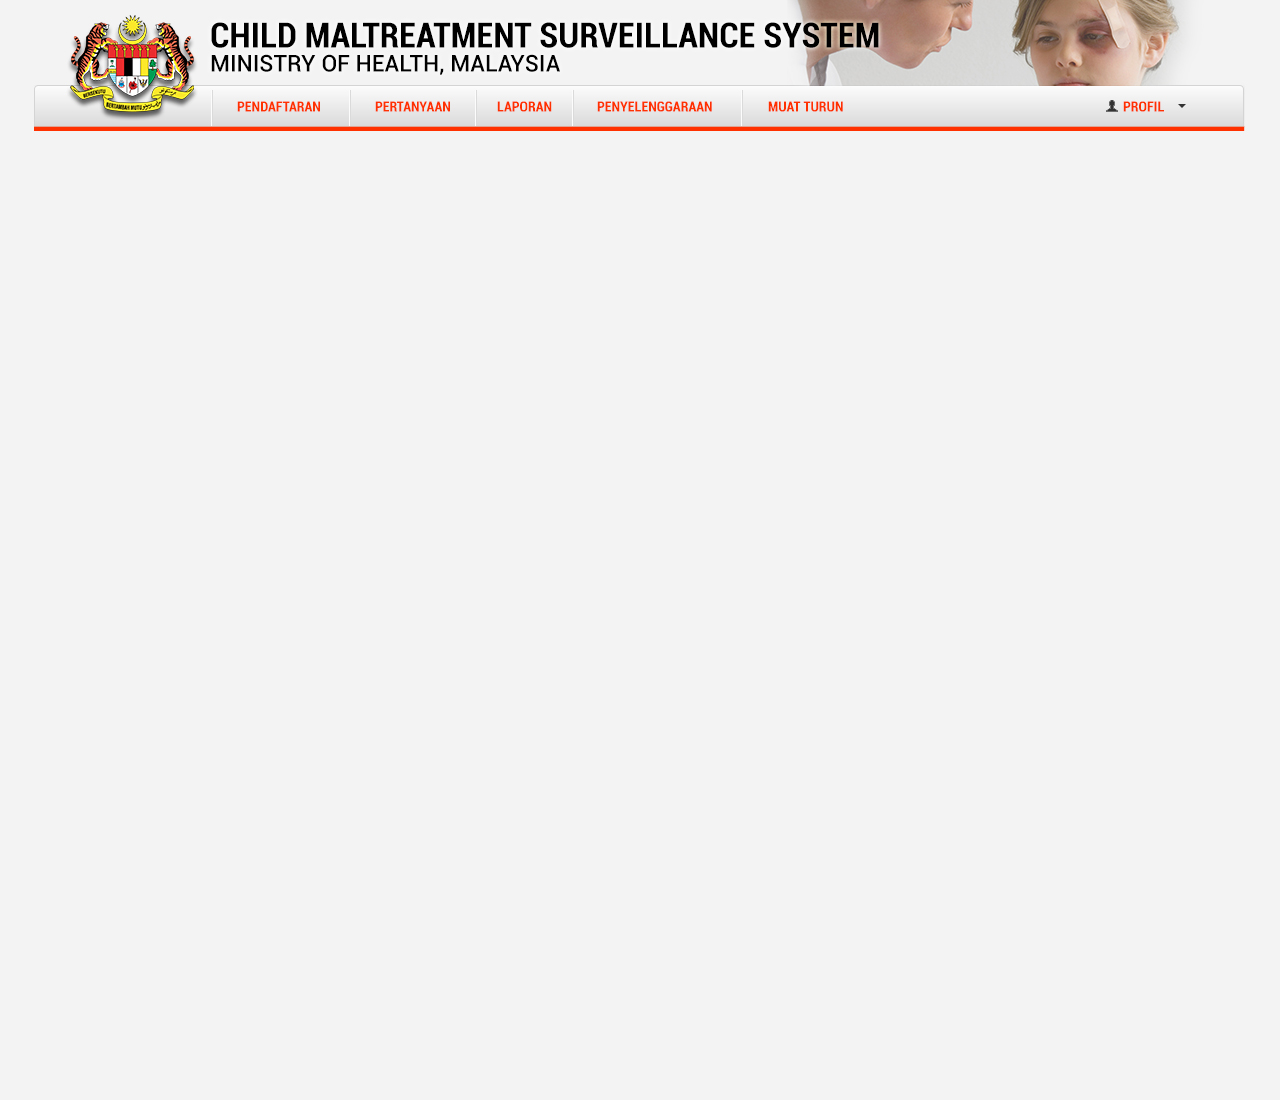 CHILD MALTREATMENT SURVEILLANCE SYSTEM
MINISTRY OF HEALTH, MALAYSIA
BERSEKUTU
BERTAMBAH MUTU
PENDAFTARAN
PERTANYAAN
LAPORAN
PENYELENGGARAAN
MUAT TURUN
PROFIL